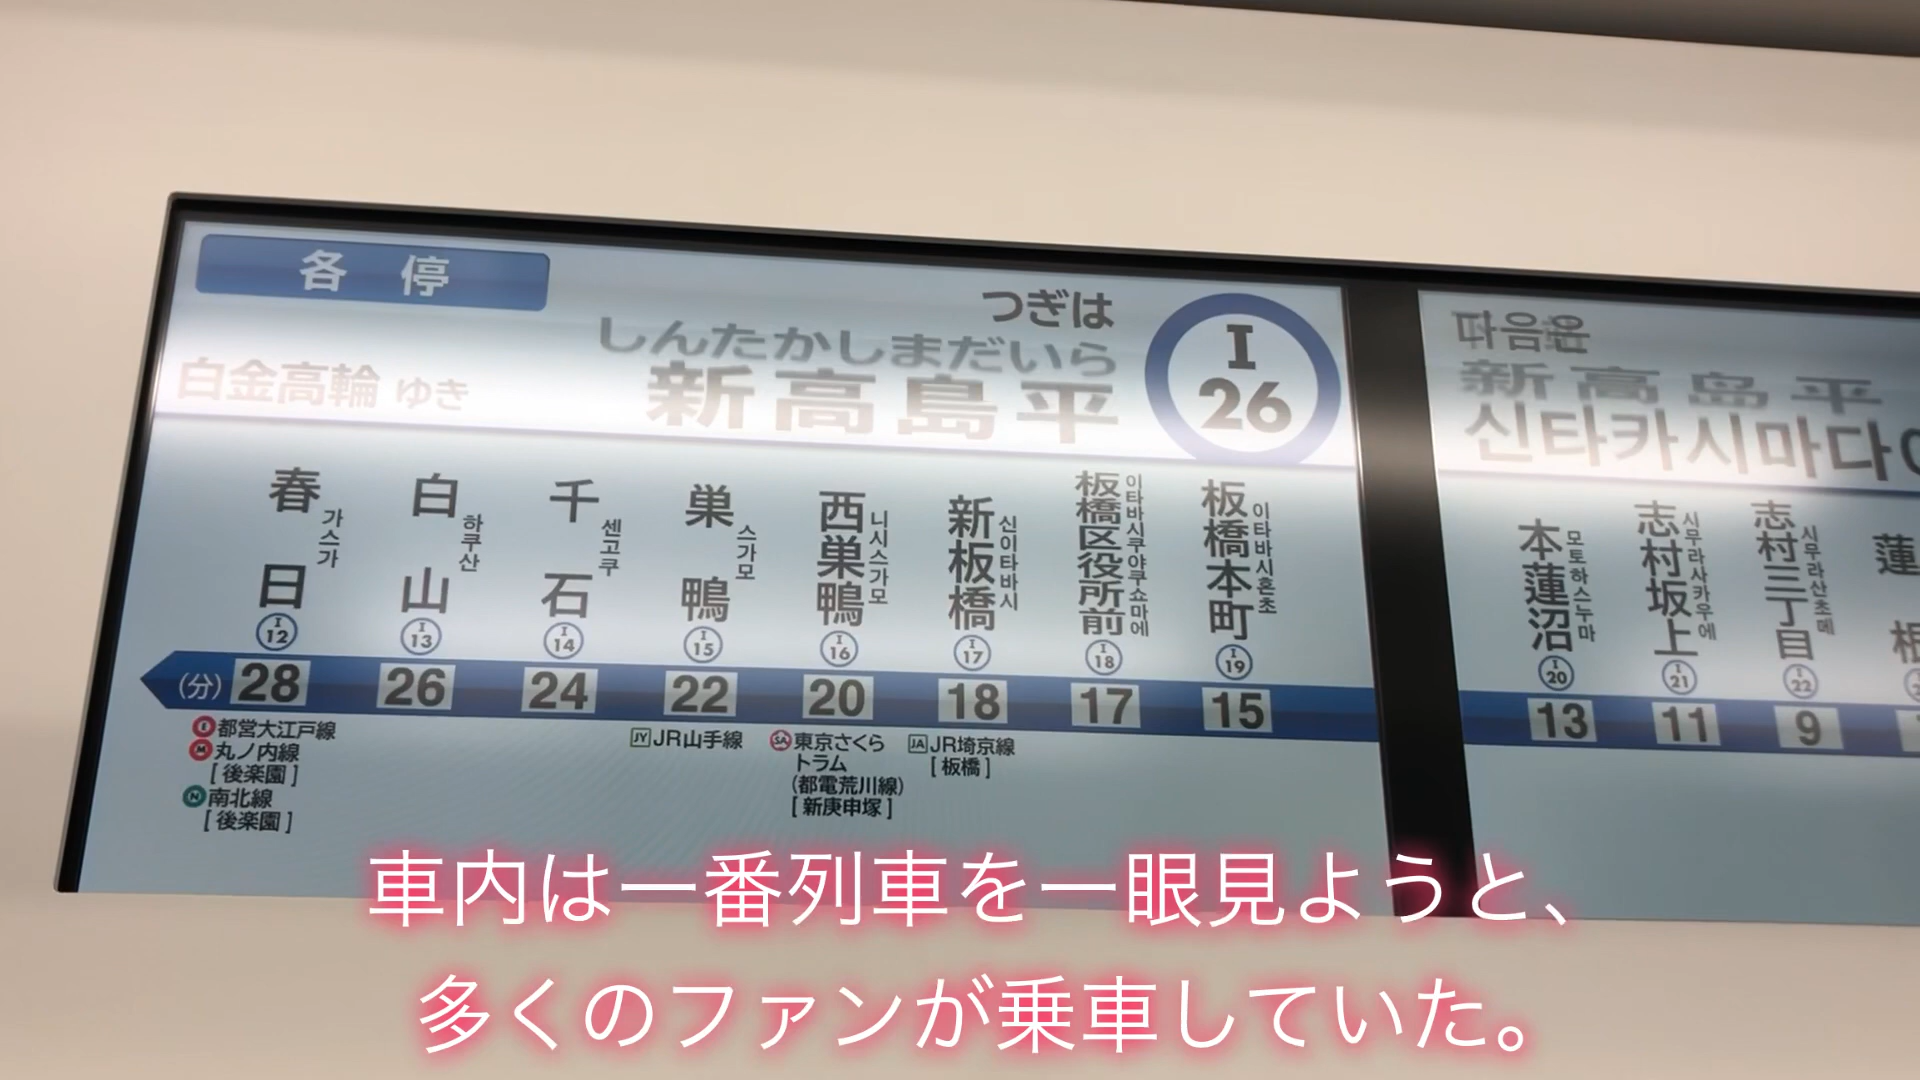 各 停
つぎは
しんたかしまだいら
白金高輪 ゆき
新高島平
I
26
다음은
新高島平
신타카시마다
春日
가스가
I
12
白山
하쿠산
I
13
千石
센고쿠
I
14
巣鴨
스가모
I
15
西巣鴨
니시스가모
I
16
新板橋
신이타바시
I
17
板橋区役所前
이타바시쿠야쿠쇼마에
I
18
板橋本町
이타바시혼초
I
19
本蓮沼
모토하스누마
I
20
志村坂上
시무라사카우에
I
21
志村三丁目
시무라산초메
I
22
蓮根
(分) 28 26 24 22 20 18 17 15 13 11 9
E 都営大江戸線
M 丸ノ内線
[後楽園]
N 南北線
[後楽園]
JY JR山手線
SA 東京さくら
トラム
(都電荒川線)
[新庚申塚]
JA JR埼京線
[板橋]
車内は一番列車を一眼見ようと、
多くのファンが乗車していた。